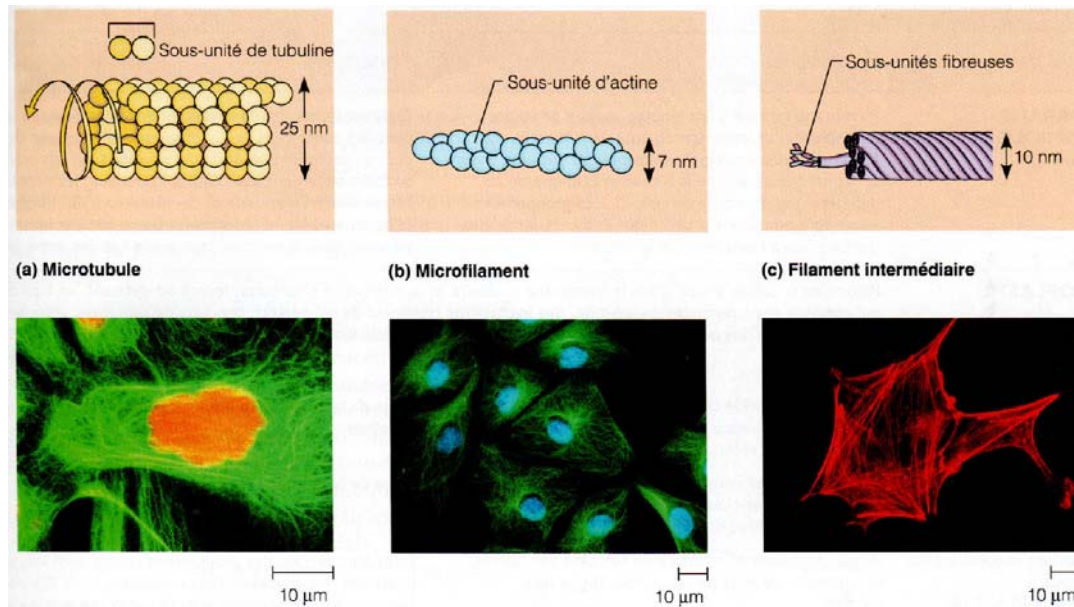 Sous-unité de tubuline
25 nm
Sous-unité d'actine
7 nm
Sous-unités fibreuses
10 nm
(a) Microtubule
(b) Microfilament
(c) Filament intermédiaire
10 µm
10 µm
10 µm